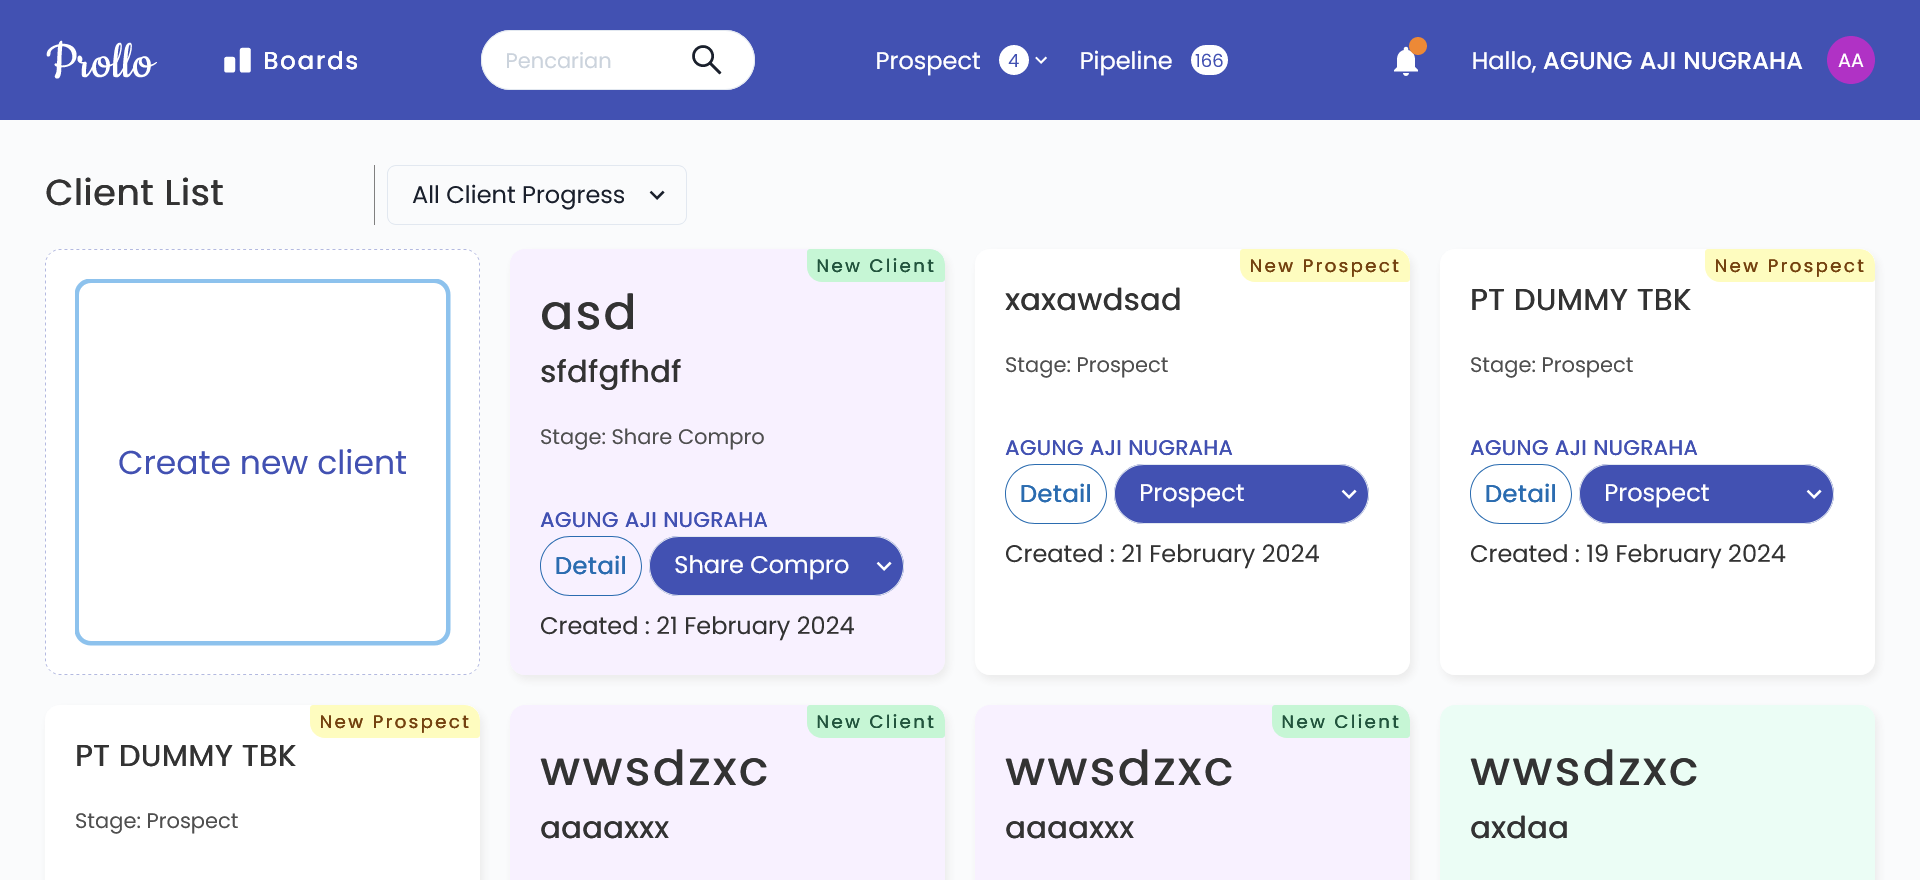 Prollo
Boards
Pencarian
Prospect 4
Pipeline 166
Hallo, AGUNG AJI NUGRAHA
AA
Client List
All Client Progress
Create new client
New Client
asd
sfdfgfhdf
Stage: Share Compro
AGUNG AJI NUGRAHA
Detail
Share Compro
Created : 21 February 2024
New Prospect
xaxawdsad
Stage: Prospect
AGUNG AJI NUGRAHA
Detail
Prospect
Created : 21 February 2024
New Prospect
PT DUMMY TBK
Stage: Prospect
AGUNG AJI NUGRAHA
Detail
Prospect
Created : 19 February 2024
New Prospect
PT DUMMY TBK
Stage: Prospect
New Client
wwsdzxc
aaaaxxx
New Client
wwsdzxc
aaaaxxx
wwsdzxc
axdaa